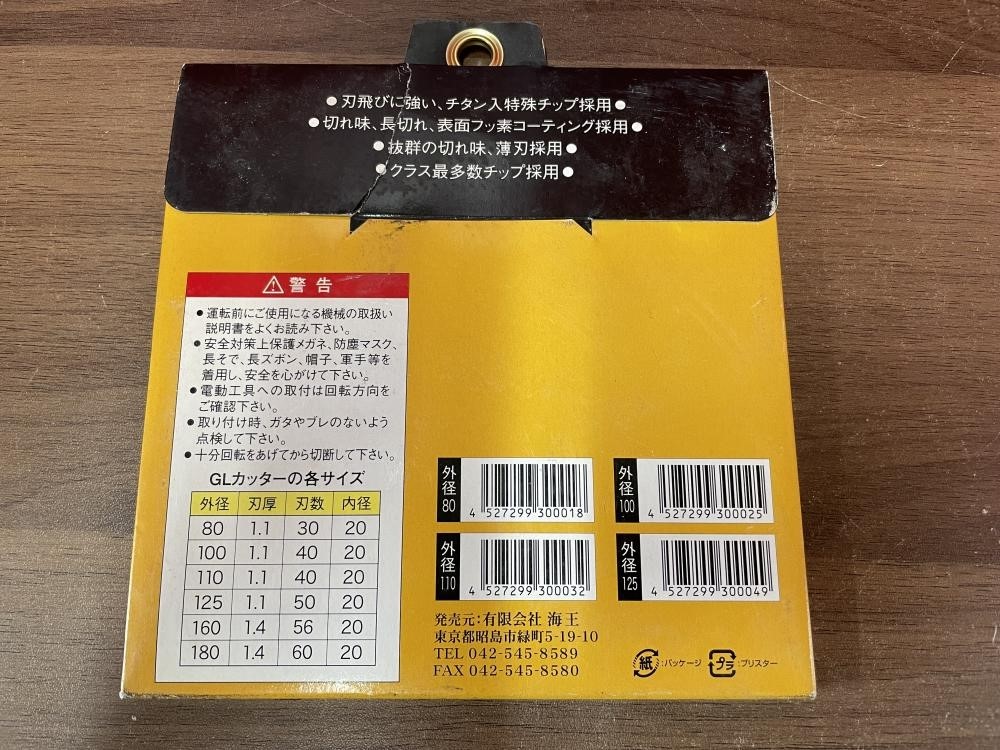 ●刃飛びに強い、チタン入特殊チップ採用●
●切れ味、長切れ、表面フッ素コーティング採用●
●抜群の切れ味、薄刃採用●
●クラス最多数チップ採用●
⚠警告
●運転前にご使用になる機械の取扱い
説明書をよくお読み下さい。
●安全対策上保護メガネ、防塵マスク、
長そで、長ズボン、帽子、軍手等を
着用し、安全を心がけて下さい。
●電動工具への取付は回転方向を
ご確認下さい。
●取り付け時、ガタやブレのないよう
点検して下さい。
●十分回転をあげてから切断して下さい。
GLカッターの各サイズ
外径 刃厚 刃数 内径
80 1.1 30 20
100 1.1 40 20
110 1.1 40 20
125 1.1 50 20
160 1.4 56 20
180 1.4 60 20
外径80
4 527299 300018
外径100
4 527299 300025
外径110
4 527299 300032
外径125
4 527299 300049
発売元:有限会社 海王
東京都昭島市緑町5-19-10
TEL 042-545-8589
FAX 042-545-8580
紙:パッケージ プラ:ブリスター